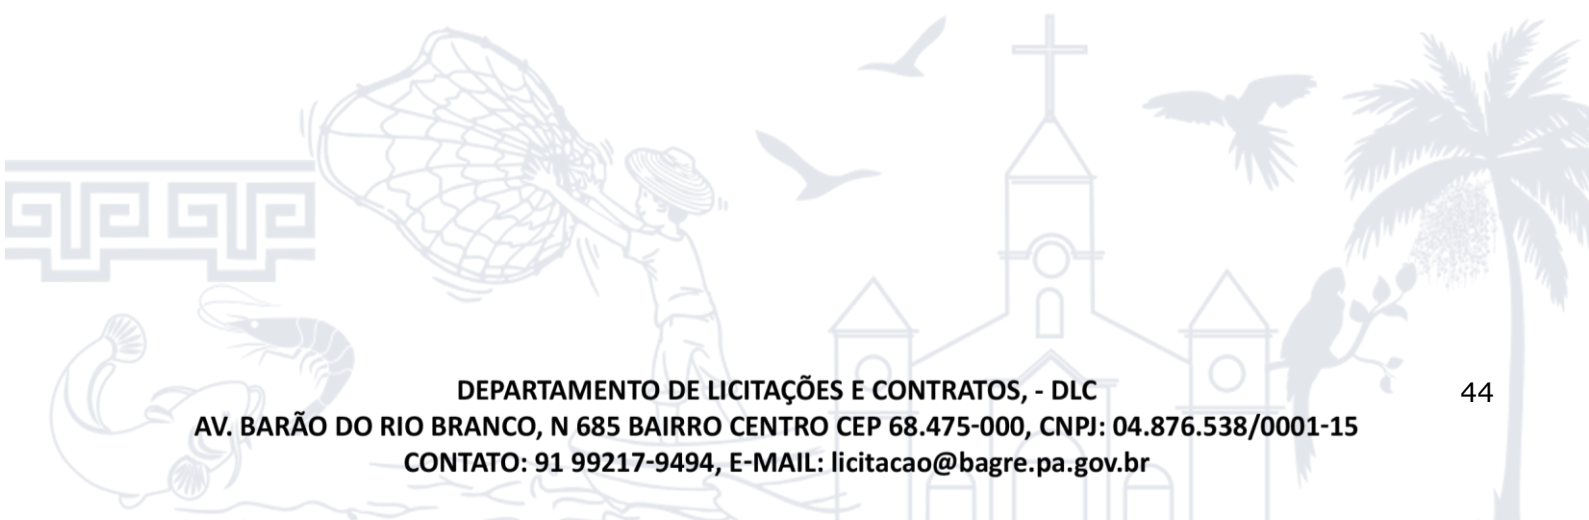 DEPARTAMENTO DE LICITAÇÕES E CONTRATOS, - DLC
44
AV. BARÃO DO RIO BRANCO, N 685 BAIRRO CENTRO CEP 68.475-000, CNPJ: 04.876.538/0001-15
CONTATO: 91 99217-9494, E-MAIL: licitacao@bagre.pa.gov.br